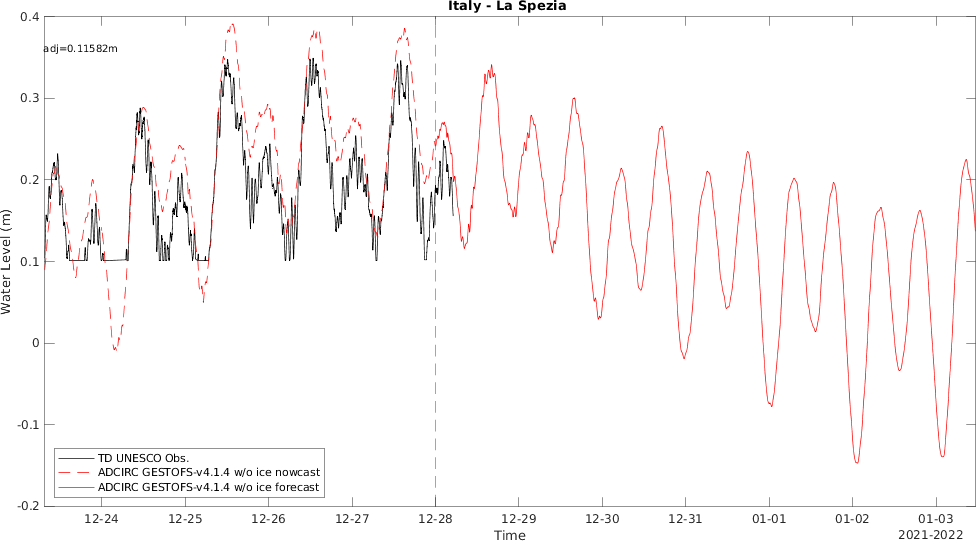 Italy - La Spezia
adj=0.11582m
0.4
0.3
0.2
0.1
0
-0.1
-0.2
Water Level (m)
TD UNESCO Obs.
ADCIRC GESTOFS-v4.1.4 w/o ice nowcast
ADCIRC GESTOFS-v4.1.4 w/o ice forecast
12-24 12-25 12-26 12-27 12-28 12-29 12-30 12-31 01-01 01-02 01-03
Time
2021-2022